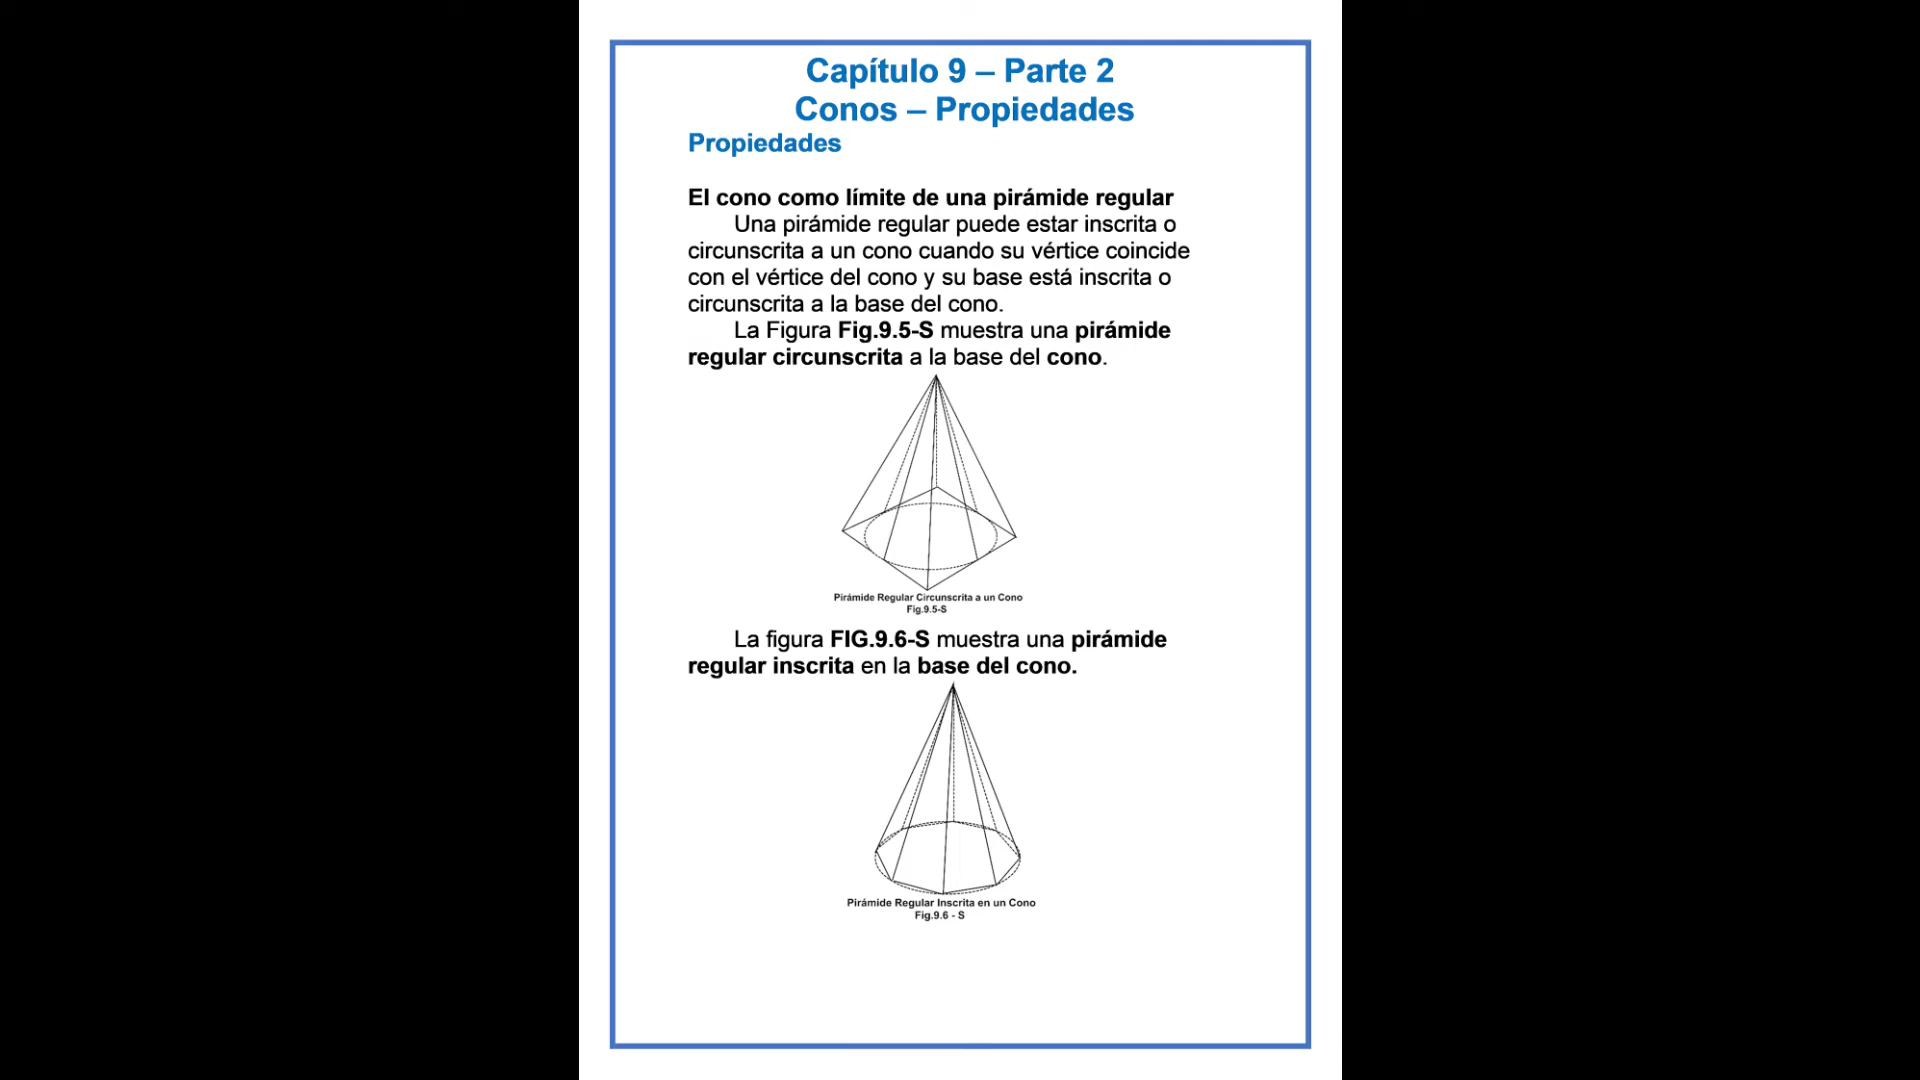 Capítulo 9 – Parte 2
Conos – Propiedades
Propiedades
El cono como límite de una pirámide regular
Una pirámide regular puede estar inscrita o
circunscrita a un cono cuando su vértice coincide
con el vértice del cono y su base está inscrita o
circunscrita a la base del cono.
La Figura Fig.9.5-S muestra una pirámide
regular circunscrita a la base del cono.
Pirámide Regular Circunscrita a un Cono
Fig.9.5-S
La figura FIG.9.6-S muestra una pirámide
regular inscrita en la base del cono.
Pirámide Regular Inscrita en un Cono
Fig.9.6 - S